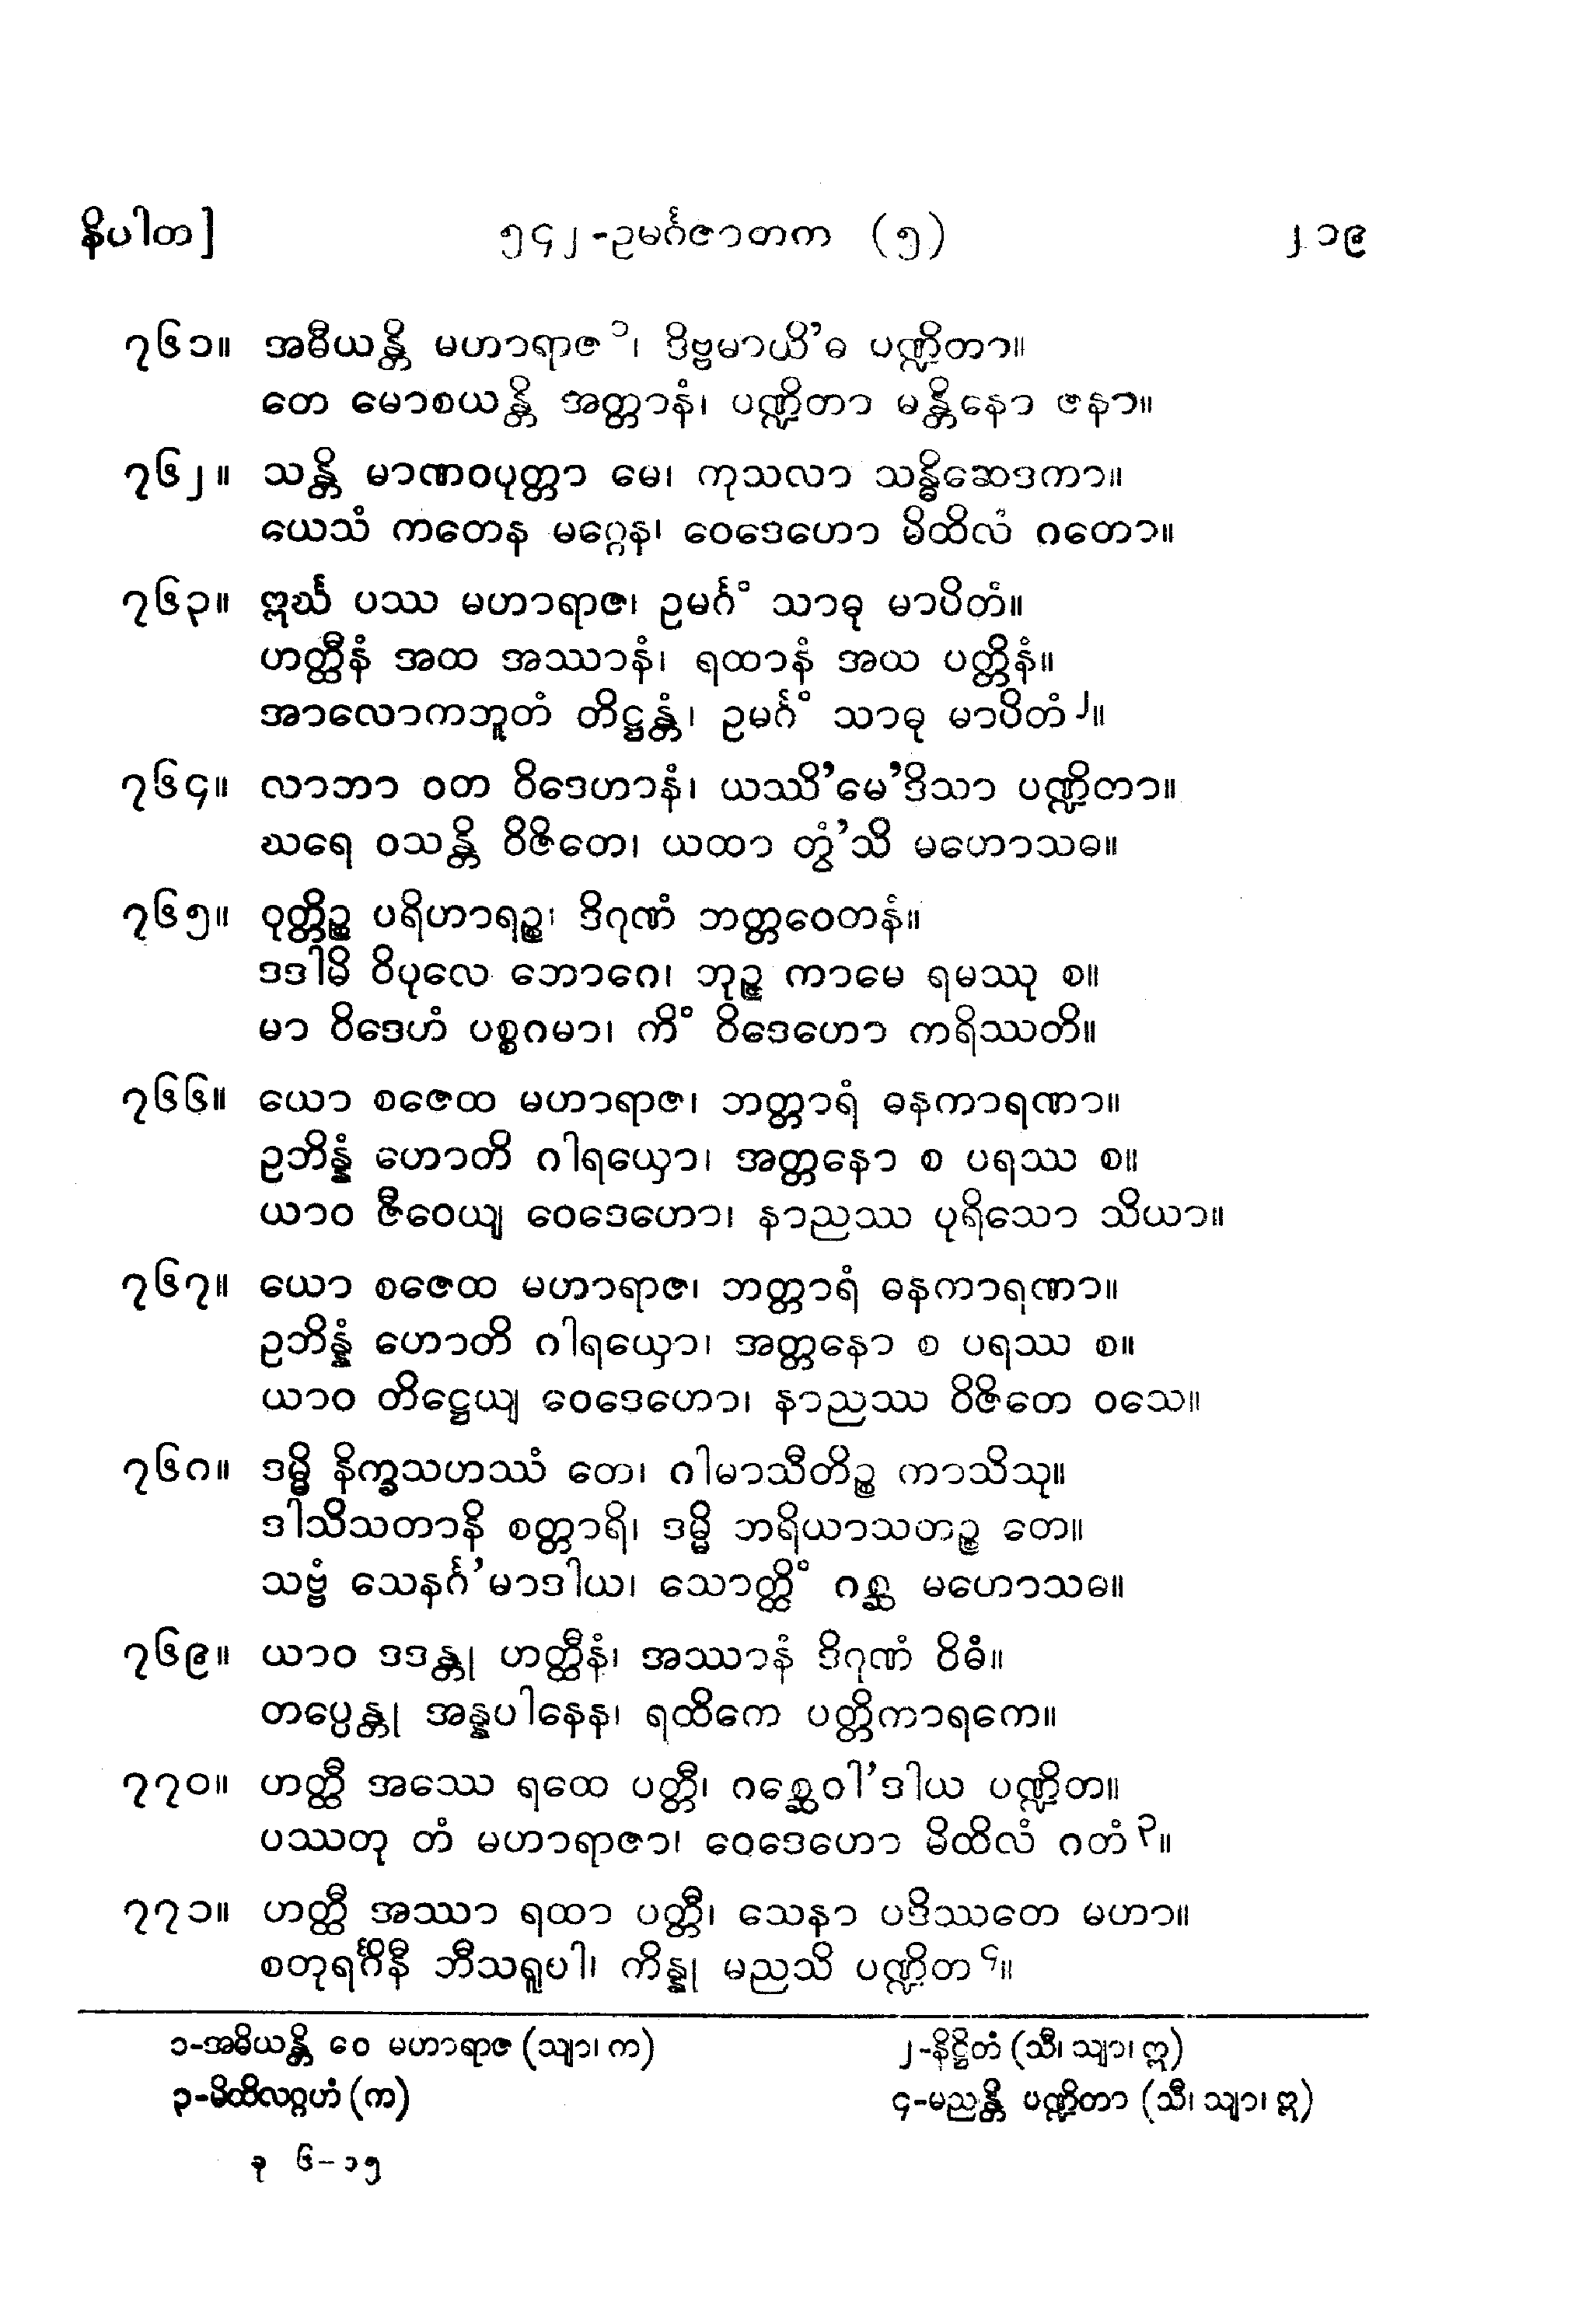 နိပါတ]	၅၄၂-ဥမင်္ဂဇာတက (၅)	၂၁၉
၇၆၁။ အဓီယန္တိ မဟာရာဇ ၁၊ ဒိဗ္ဗမာယိ’ဓ ပဏ္ဍိတာ။
တေ မောစယန္တိ အတ္တာနံ၊ ပဏ္ဍိတာ မန္တိနော ဇနာ။
၇၆၂။ သန္တိ မာဏဝပုတ္တာ မေ၊ ကုသလာ သန္ဓိဆေဒကာ။
ယေသံ ကတေန မဂ္ဂေန၊ ဝေဒေဟော မိထိလံ ဂတော။
၇၆၃။ ဣင်္ဃ ပဿ မဟာရာဇ၊ ဥမင်္ဂံ သာဓု မာပိတံ။
ဟတ္ထီနံ အထ အဿာနံ၊ ရထာနံ အထ ပတ္တိနံ။
အာလောကဘူတံ တိဋ္ဌန္တံ၊ ဥမင်္ဂံ သာဓု မာပိတံ ၂။
၇၆၄။ လာဘာ ဝတ ဝိဒေဟာနံ၊ ယဿိ’မေ’ဒိသာ ပဏ္ဍိတာ။
ဃရေ ဝသန္တိ ဝိဇိတေ၊ ယထာ တွံ’သိ မဟောသဓ။
၇၆၅။ ဝုတ္တိဉ္စ ပရိဟာရဉ္စ၊ ဒိဂုဏံ ဘတ္တဝေတနံ။
ဒဒါမိ ဝိပုလေ ဘောဂေ၊ ဘုဉ္ဇ ကာမေ ရမဿု စ။
မာ ဝိဒေဟံ ပစ္စဂမာ၊ ကိံ ဝိဒေဟော ကရိဿတိ။
၇၆၆။ ယော စဇေထ မဟာရာဇ၊ ဘတ္တာရံ ဓနကာရဏာ။
ဥဘိန္နံ ဟောတိ ဂါရယှော၊ အတ္တနော စ ပရဿ စ။
ယာဝ ဇီဝေယျ ဝေဒေဟော၊ နာညဿ ပုရိသော သိယာ။
၇၆၇။ ယော စဇေထ မဟာရာဇ၊ ဘတ္တာရံ ဓနကာရဏာ။
ဥဘိန္နံ ဟောတိ ဂါရယှော၊ အတ္တနော စ ပရဿ စ။
ယာဝ တိဋ္ဌေယျ ဝေဒေဟော၊ နာညဿ ဝိဇိတေ ဝသေ။
၇၆၈။ ဒမ္မိ နိက္ခသဟဿံ တေ၊ ဂါမာသီတိဉ္စ ကာသိသု။
ဒါသိသတာနိ စတ္တာရိ၊ ဒမ္မိ ဘရိယာသတဉ္စ တေ။
သဗ္ဗံ သေနင်္ဂ’မာဒါယ၊ သောတ္ထိံ ဂစ္ဆ မဟောသဓ။
၇၆၉။ ယာဝ ဒဒန္တု ဟတ္ထီနံ၊ အဿာနံ ဒိဂုဏံ ဝိဓံ။
တပ္ပေန္တု အန္နပါနေန၊ ရထိကေ ပတ္တိကာရကေ။
၇၇၀။ ဟတ္ထီ အဿေ ရထေ ပတ္တီ၊ ဂစ္ဆေဝါ’ဒါယ ပဏ္ဍိတ။
ပဿတု တံ မဟာရာဇာ၊ ဝေဒေဟော မိထိလံ ဂတံ ၃။
၇၇၁။ ဟတ္ထီ အဿာ ရထာ ပတ္တီ၊ သေနာ ပဒိဿတေ မဟာ။
စတုရင်္ဂိနီ ဘီသရူပါ၊ ကိန္နု မညသိ ပဏ္ဍိတ ၄။
၁-အဓိယန္တိ ဝေ မဟာရာဇ (သျာ၊ က)	၂-နိဋ္ဌိတံ (သီ၊ သျာ၊ ဣ)
၃-မိထိလဂ္ဂဟံ (က)	၄-မညန္တိ ပဏ္ဍိတာ (သီ၊ သျာ၊ ဣ)
ခု ၆-၁၅